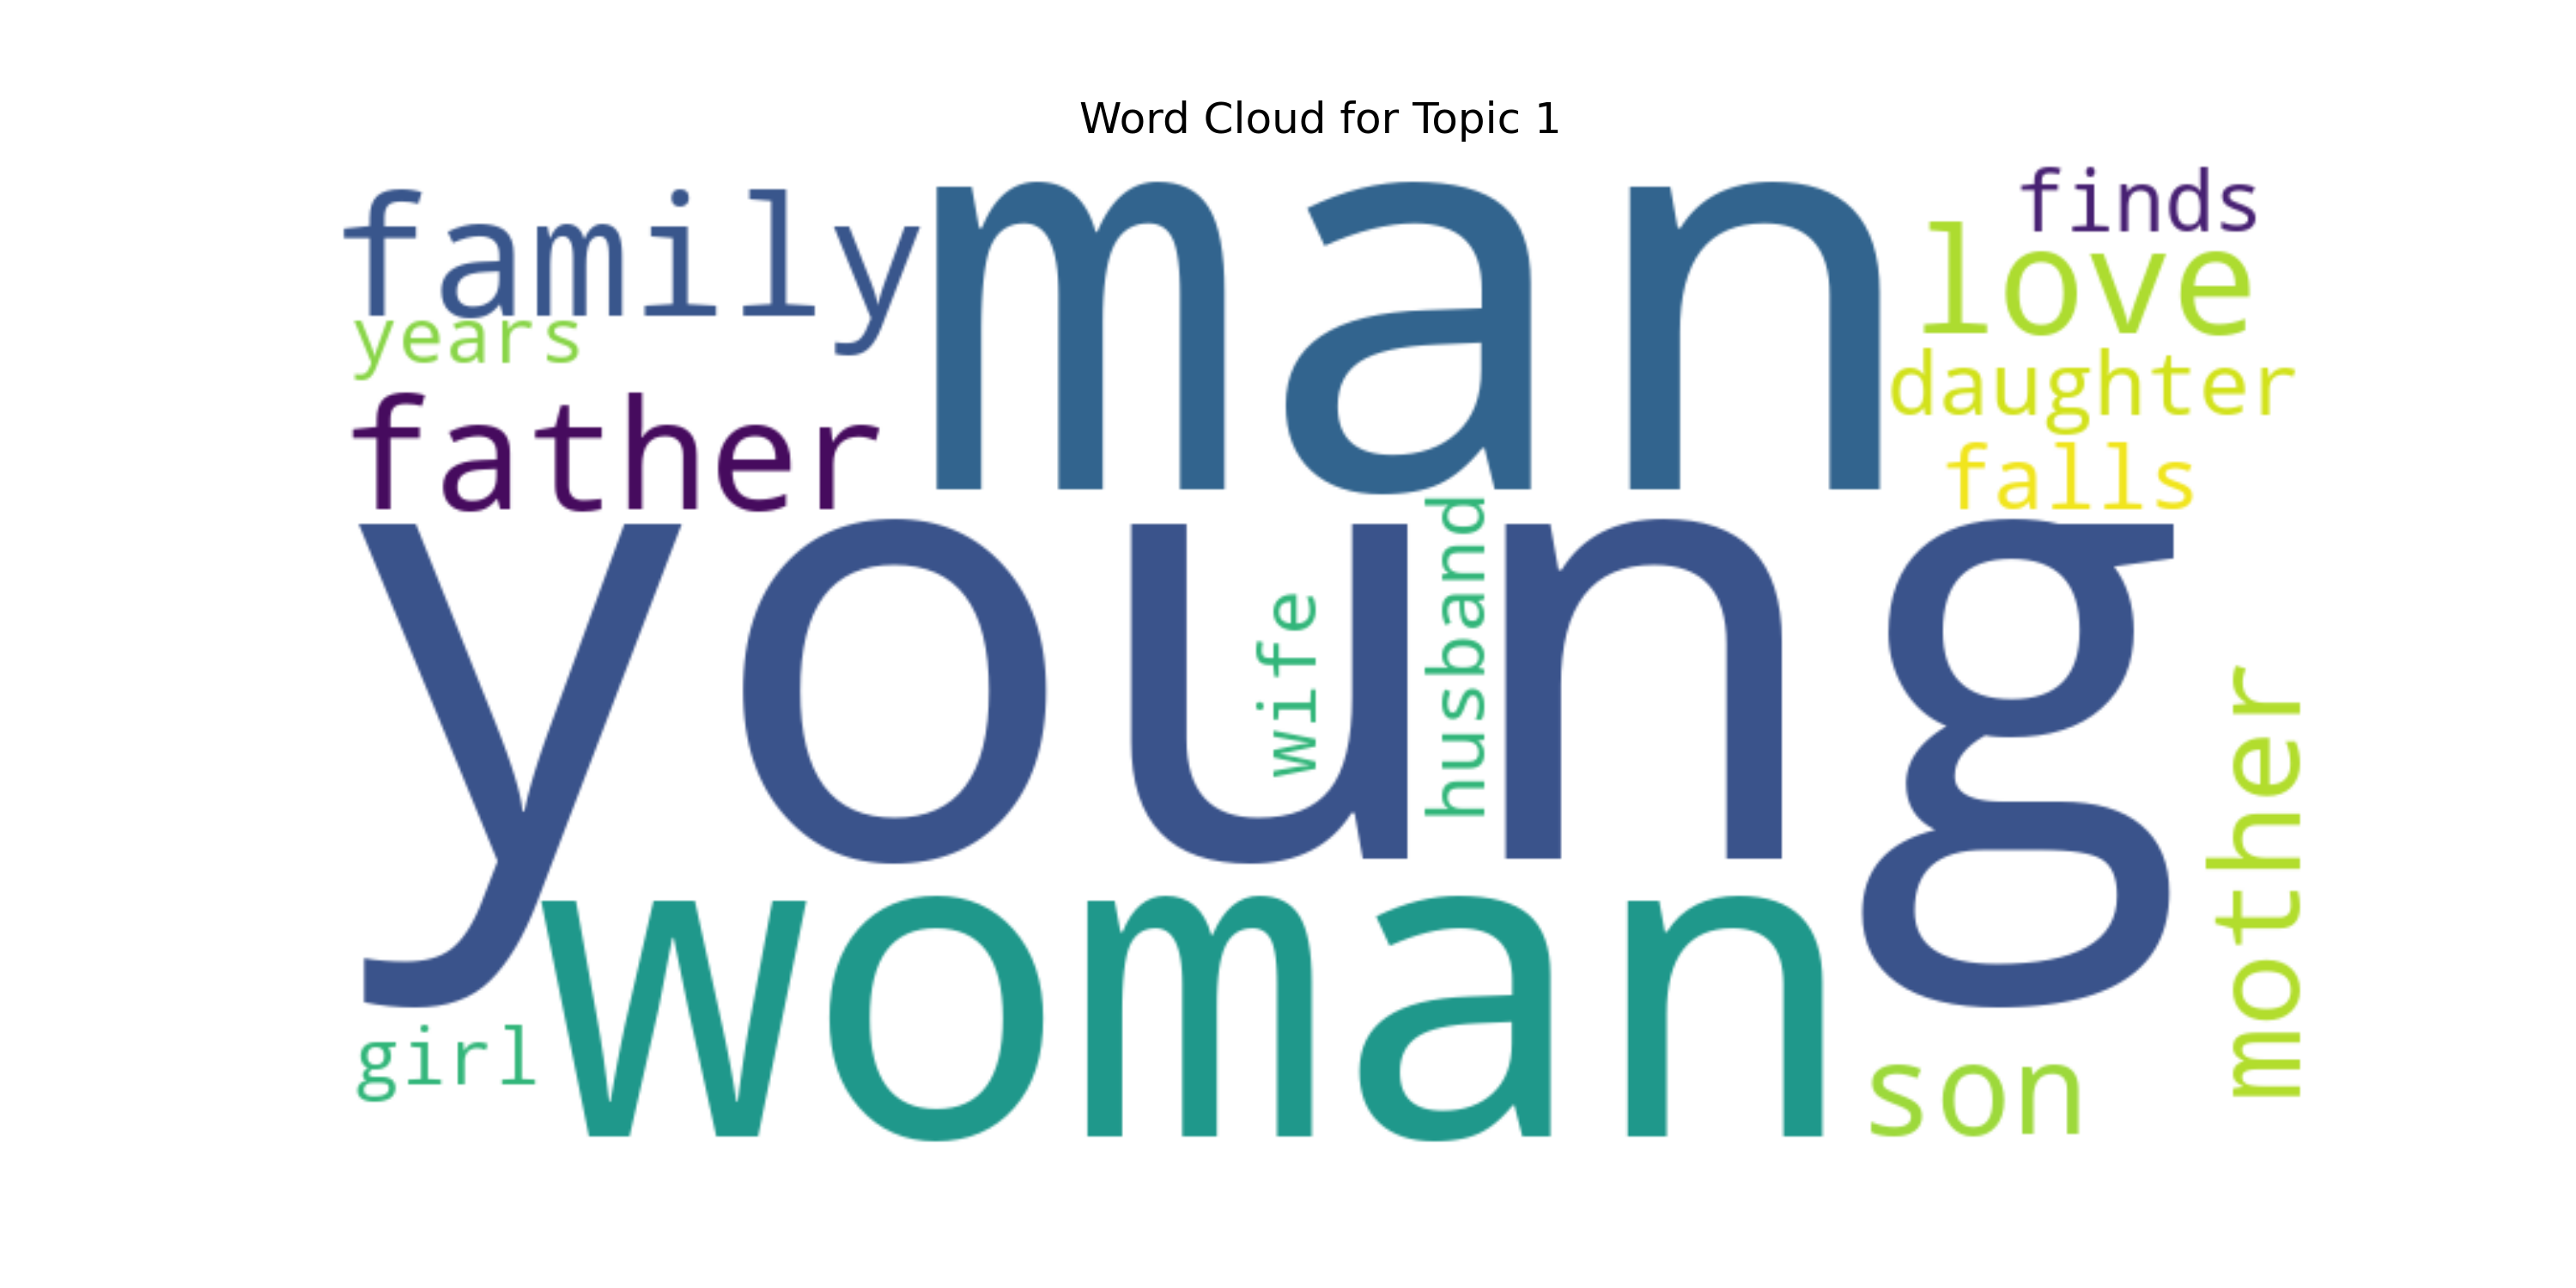 Word Cloud for Topic 1
family
man
finds
love
years
daughter
father
falls
young
wife
husband
mother
woman
girl
son